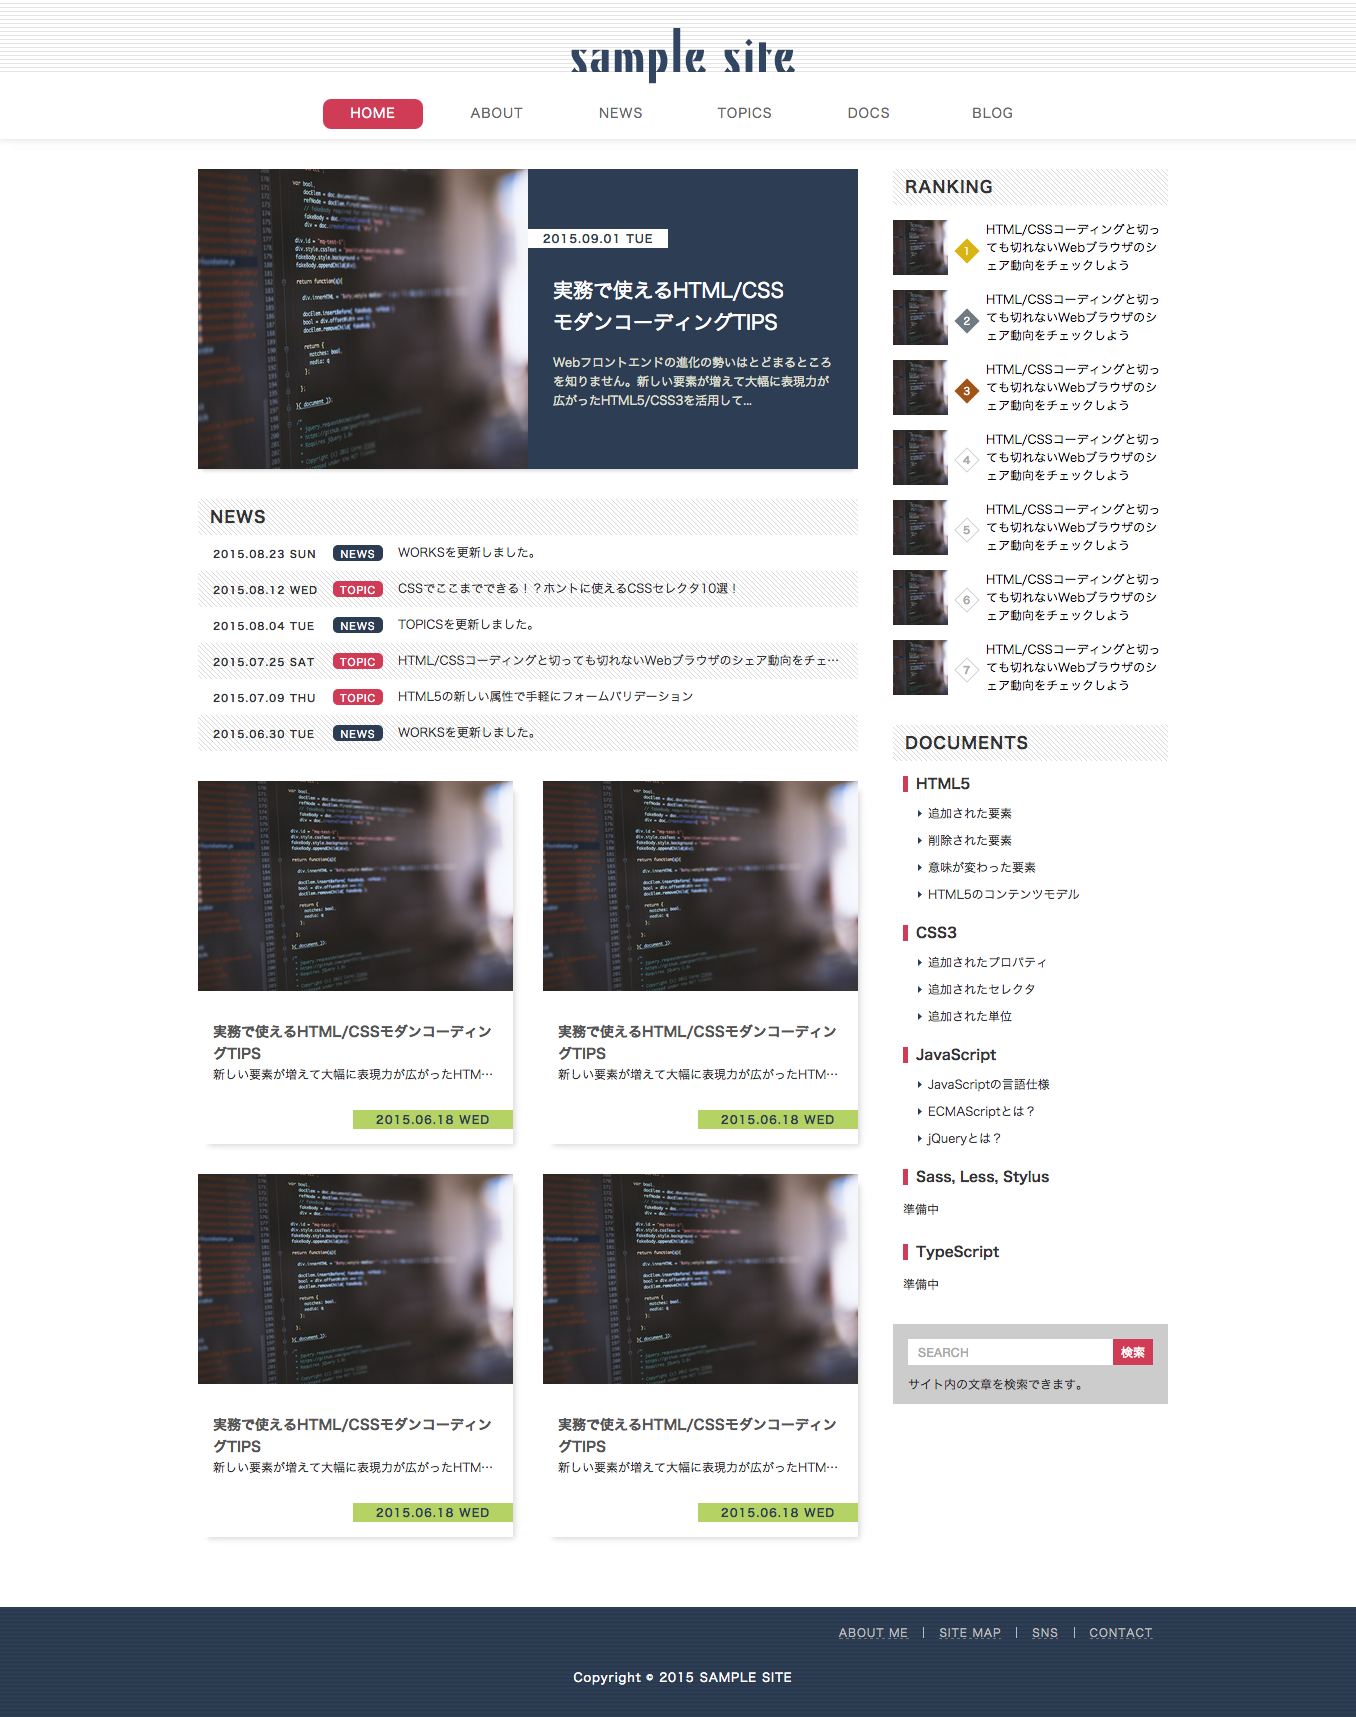 sample site
HOME
ABOUT
NEWS
TOPICS
DOCS
BLOG
2015.09.01 TUE
実務で使えるHTML/CSS
モダンコーディングTIPS
Webフロントエンドの進化の勢いはとどまるところ
を知りません。新しい要素が増えて大幅に表現力が
広がったHTML5/CSS3を活用して...
NEWS
2015.08.23 SUN NEWS WORKSを更新しました。
2015.08.12 WED TOPIC CSSでここまでできる！？ホントに使えるCSSセレクタ10選！
2015.08.04 TUE NEWS TOPICSを更新しました。
2015.07.25 SAT TOPIC HTML/CSSコーディングと切っても切れないWebブラウザのシェア動向をチェ…
2015.07.09 THU TOPIC HTML5の新しい属性で手軽にフォームバリデーション
2015.06.30 TUE NEWS WORKSを更新しました。
実務で使えるHTML/CSSモダンコーディン
グTIPS
新しい要素が増えて大幅に表現力が広がったHTM…
2015.06.18 WED
実務で使えるHTML/CSSモダンコーディン
グTIPS
新しい要素が増えて大幅に表現力が広がったHTM…
2015.06.18 WED
実務で使えるHTML/CSSモダンコーディン
グTIPS
新しい要素が増えて大幅に表現力が広がったHTM…
2015.06.18 WED
実務で使えるHTML/CSSモダンコーディン
グTIPS
新しい要素が増えて大幅に表現力が広がったHTM…
2015.06.18 WED
RANKING
1
HTML/CSSコーディングと切っ
ても切れないWebブラウザのシ
ェア動向をチェックしよう
2
HTML/CSSコーディングと切っ
ても切れないWebブラウザのシ
ェア動向をチェックしよう
3
HTML/CSSコーディングと切っ
ても切れないWebブラウザのシ
ェア動向をチェックしよう
4
HTML/CSSコーディングと切っ
ても切れないWebブラウザのシ
ェア動向をチェックしよう
5
HTML/CSSコーディングと切っ
ても切れないWebブラウザのシ
ェア動向をチェックしよう
6
HTML/CSSコーディングと切っ
ても切れないWebブラウザのシ
ェア動向をチェックしよう
7
HTML/CSSコーディングと切っ
ても切れないWebブラウザのシ
ェア動向をチェックしよう
DOCUMENTS
HTML5
追加された要素
削除された要素
意味が変わった要素
HTML5のコンテンツモデル
CSS3
追加されたプロパティ
追加されたセレクタ
追加された単位
JavaScript
JavaScriptの言語仕様
ECMAScriptとは？
jQueryとは？
Sass, Less, Stylus
準備中
TypeScript
準備中
SEARCH 検索
サイト内の文章を検索できます。
ABOUT ME | SITE MAP | SNS | CONTACT
Copyright © 2015 SAMPLE SITE